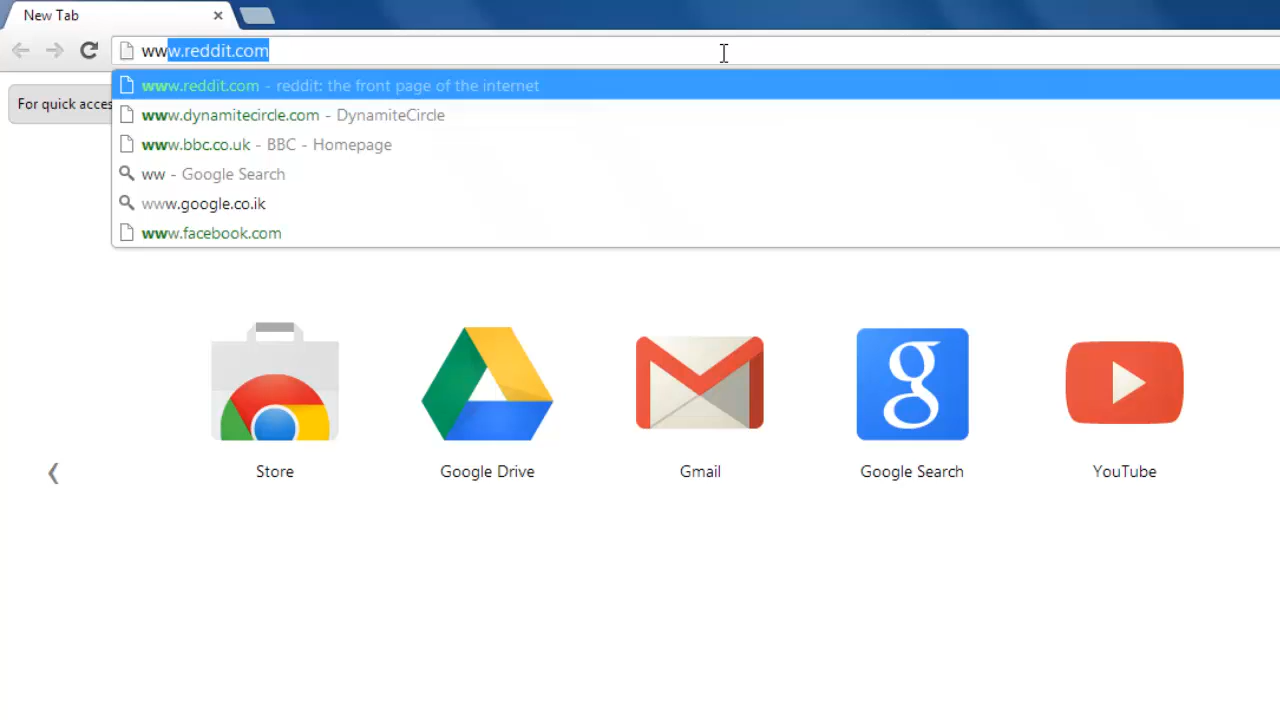 New Tab
www.reddit.com
For quick acces
www.reddit.com - reddit: the front page of the internet
www.dynamitecircle.com - DynamiteCircle
www.bbc.co.uk - BBC - Homepage
ww - Google Search
www.google.co.ik
www.facebook.com
g
Store
Google Drive
Gmail
Google Search
YouTube